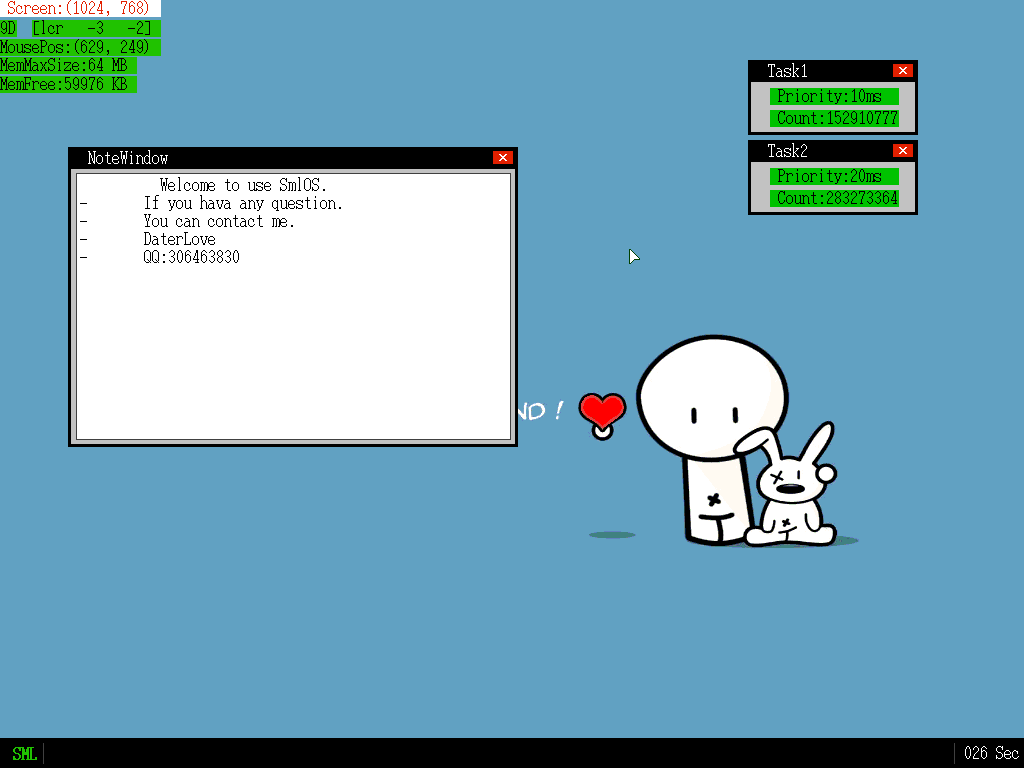 Screen:(1024, 768)
9D [lcr -3 -2]
MousePos:(629, 249)
MemMaxSize:64 MB
MemFree:59976 KB
Task1
Priority:10ms
Count:152910777
Task2
Priority:20ms
Count:283273364
NoteWindow
Welcome to use SmlOS.
- If you hava any question.
- You can contact me.
- DaterLove
- QQ:306463830
ND !
SML
026 Sec